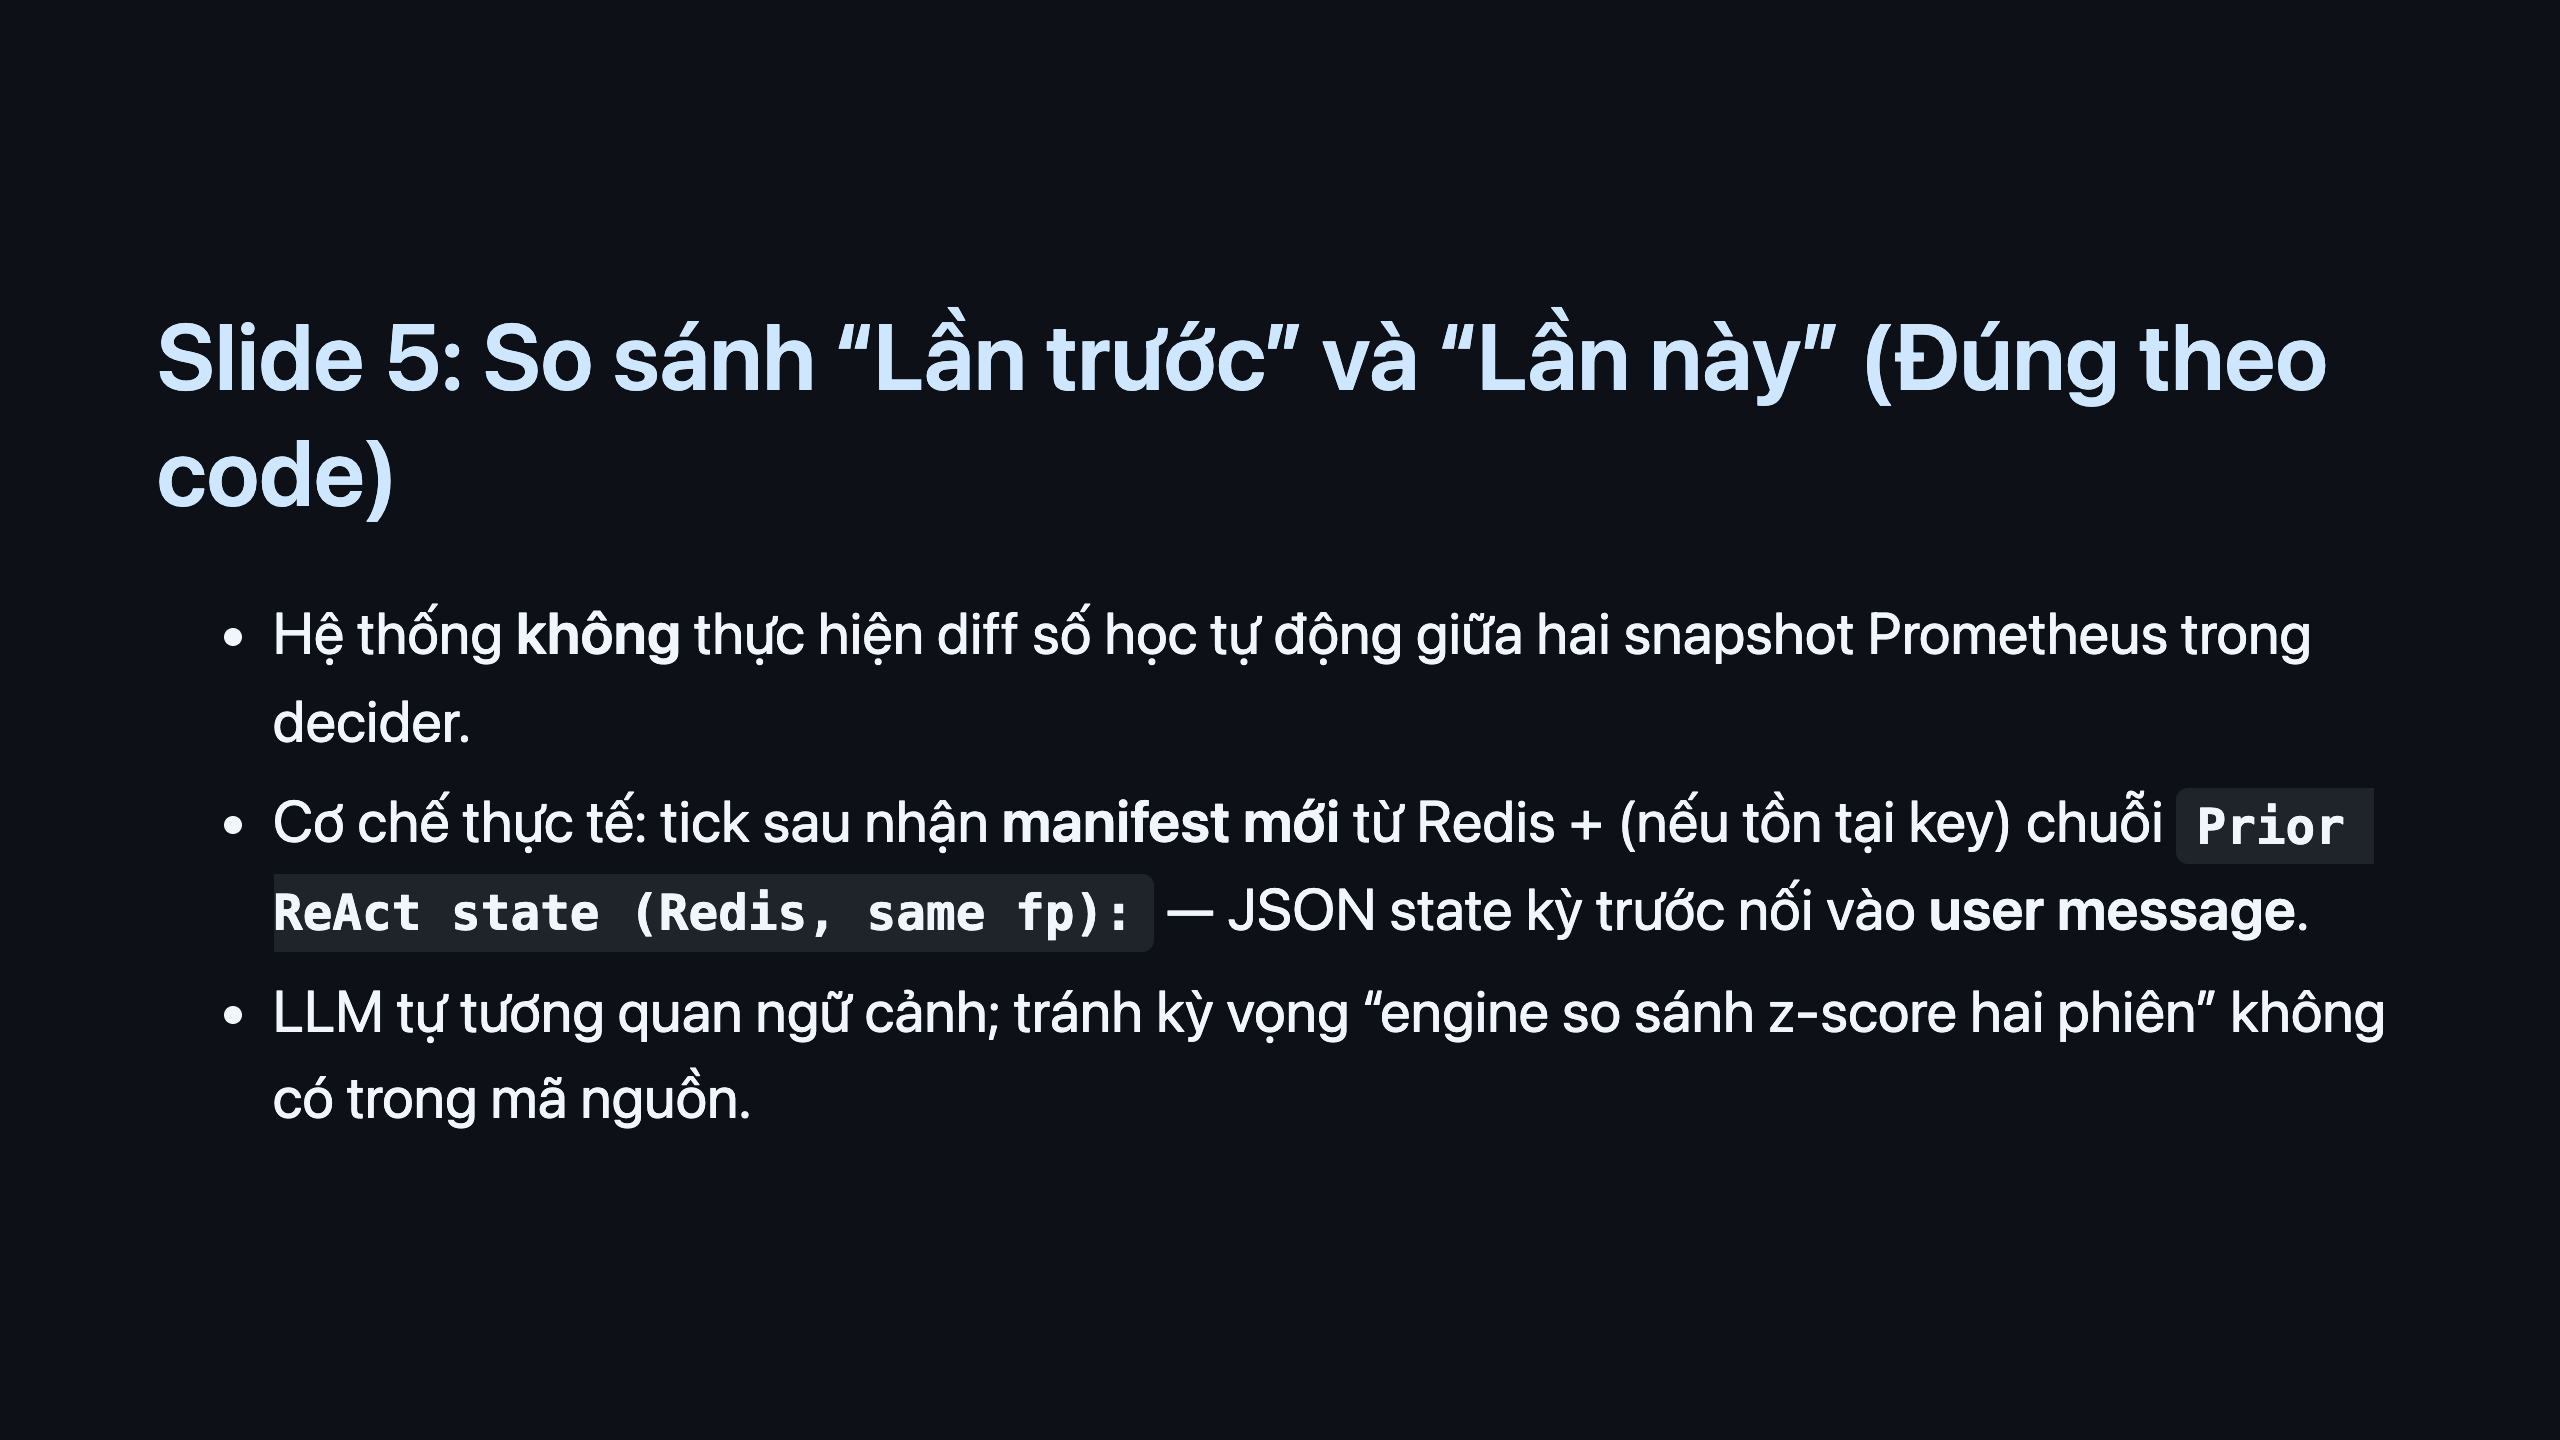 Slide 5: So sánh “Lần trước” và “Lần này” (Đúng theo
code)
• Hệ thống không thực hiện diff số học tự động giữa hai snapshot Prometheus trong
decider.
• Cơ chế thực tế: tick sau nhận manifest mới từ Redis + (nếu tồn tại key) chuỗi Prior
ReAct state (Redis, same fp): — JSON state kỳ trước nối vào user message.
• LLM tự tương quan ngữ cảnh; tránh kỳ vọng “engine so sánh z-score hai phiên” không
có trong mã nguồn.